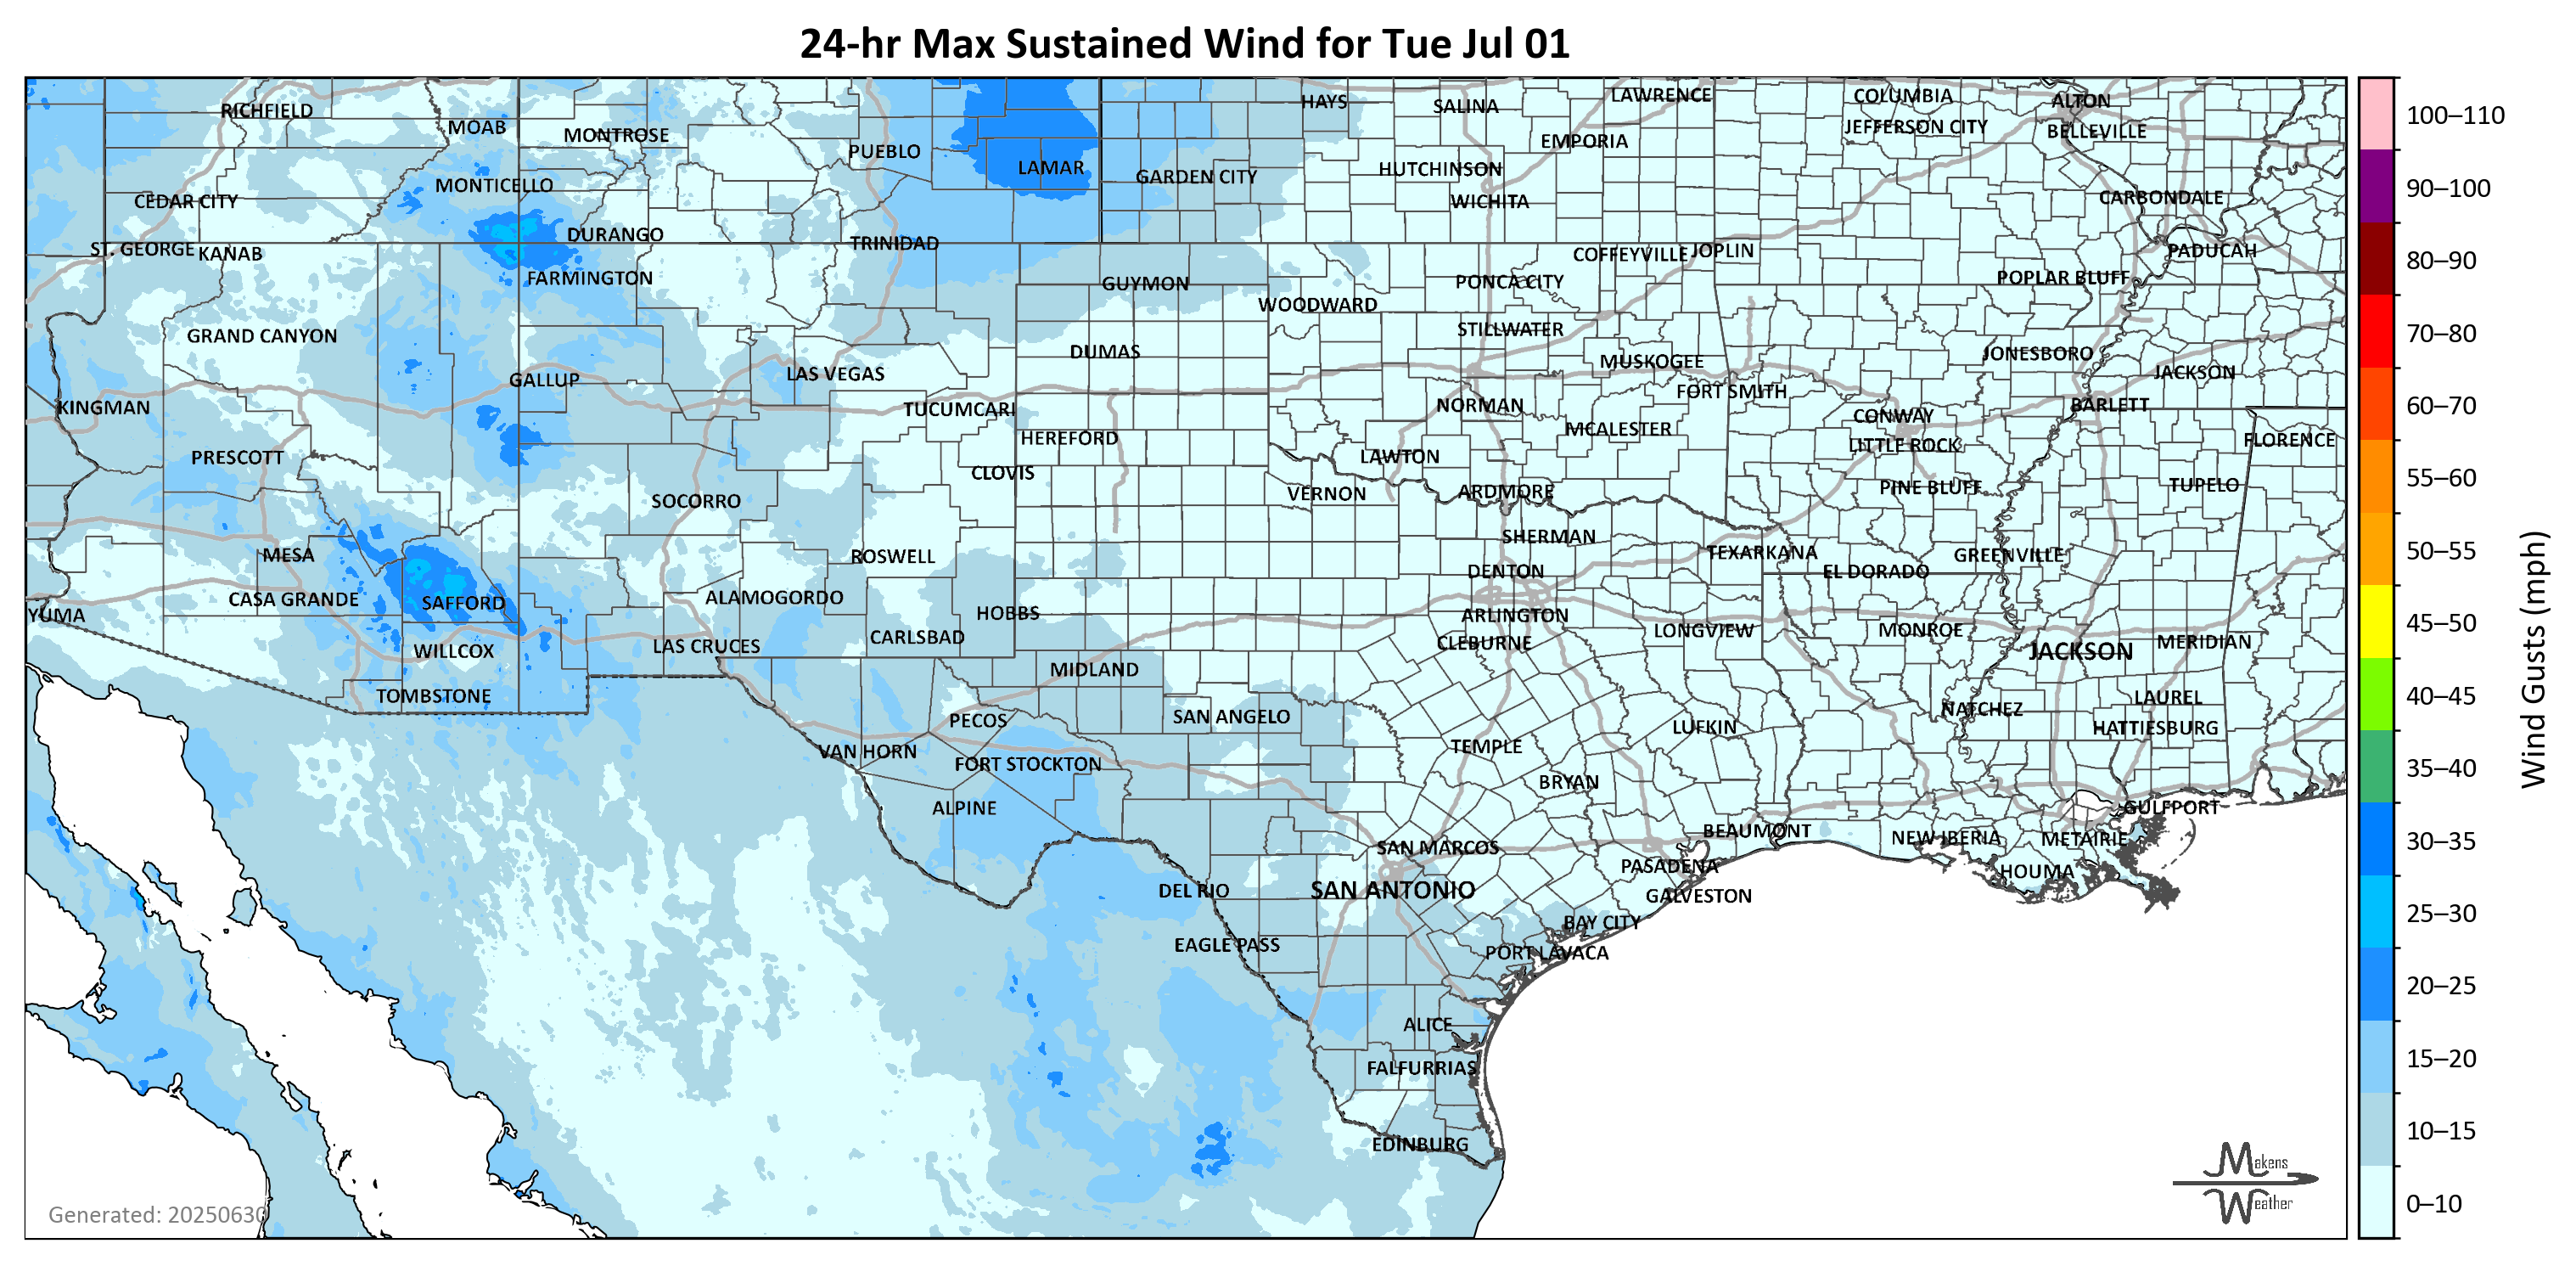 24-hr Max Sustained Wind for Tue Jul 01
RICHFIELD
MOAB
MONTROSE
PUEBLO
LAMAR
GARDEN CITY
HAYS
SALINA
LAWRENCE
EMPORIA
COLUMBIA
JEFFERSON CITY
ALTON
BELLEVILLE
HUTCHINSON
WICHITA
CARBONDALE
MONTICELLO
CEDAR CITY
DURANGO
TRINIDAD
ST. GEORGE
KANAB
FARMINGTON
GUYMON
WOODWARD
PONCA CITY
COFFEYVILLE
JOPLIN
POPLAR BLUFF
PADUCAH
GRAND CANYON
DUMAS
STILLWATER
MUSKOGEE
JONESBORO
JACKSON
GALLUP
LAS VEGAS
KINGMAN
TUCUMCARI
NORMAN
FORT SMITH
CONWAY
BARLETT
HEREFORD
MCALESTER
LITTLE ROCK
FLORENCE
PRESCOTT
CLOVIS
LAWTON
SOCORRO
VERNON
ARDMORE
PINE BLUFF
TUPELO
MESA
ROSWELL
SHERMAN
TEXARKANA
GREENVILLE
DENTON
EL DORADO
YUMA
CASA GRANDE
SAFFORD
ALAMOGORDO
HOBBS
ARLINGTON
CLEBURNE
LONGVIEW
MONROE
JACKSON
MERIDIAN
WILLCOX
LAS CRUCES
CARLSBAD
MIDLAND
TOMBSTONE
PECOS
SAN ANGELO
LUFKIN
NATCHEZ
LAUREL
HATTIESBURG
VAN HORN
FORT STOCKTON
TEMPLE
BRYAN
ALPINE
GULFPORT
SAN MARCOS
BEAUMONT
NEW IBERIA
METAIRIE
DEL RIO
SAN ANTONIO
PASADENA
HOUMA
GALVESTON
EAGLE PASS
BAY CITY
PORT LAVACA
ALICE
FALFURRIAS
EDINBURG
Generated: 20250630
Makens
Weather
100–110
90–100
80–90
70–80
60–70
55–60
50–55
45–50
40–45
35–40
30–35
25–30
20–25
15–20
10–15
0–10
Wind Gusts (mph)